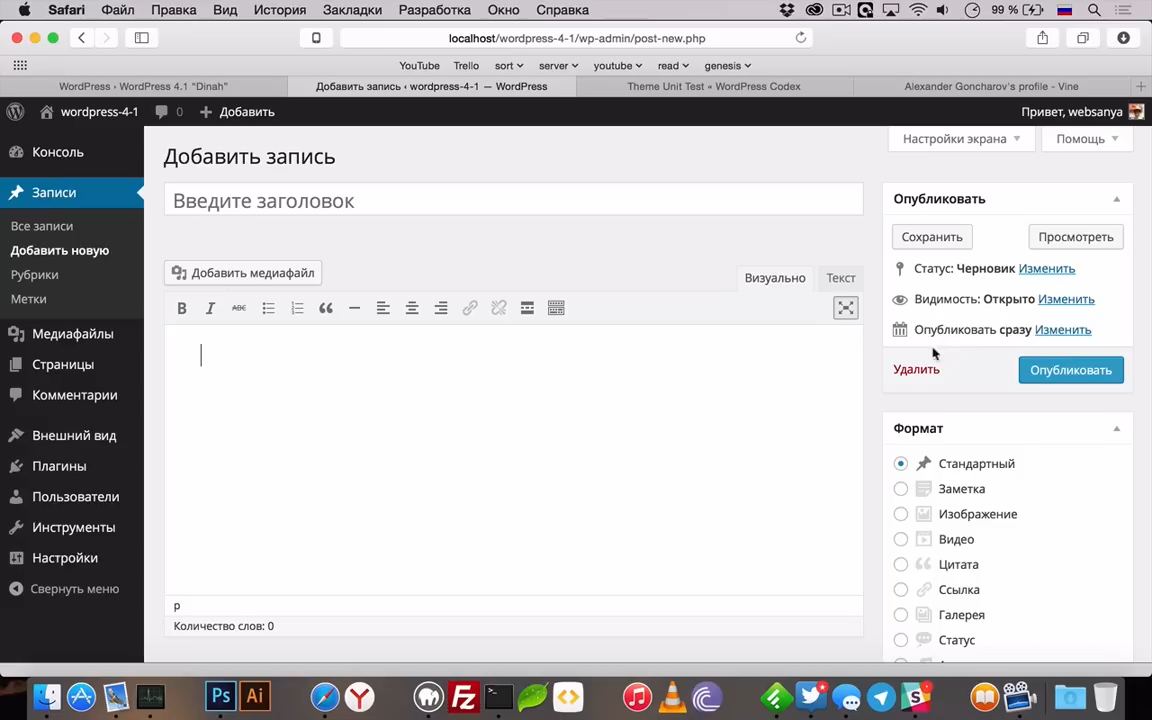 Safari Файл Правка Вид История Закладки Разработка Окно Справка 99 %
localhost/wordpress-4-1/wp-admin/post-new.php
YouTube Trello sort server youtube read genesis
WordPress › WordPress 4.1 "Dinah" Добавить запись ‹ wordpress-4-1 — WordPress Theme Unit Test « WordPress Codex Alexander Goncharov's profile - Vine
wordpress-4-1 0 Добавить Привет, websanya
Настройки экрана Помощь
Консоль
Записи
Все записи
Добавить новую
Рубрики
Метки
Медиафайлы
Страницы
Комментарии
Внешний вид
Плагины
Пользователи
Инструменты
Настройки
Свернуть меню
Добавить запись
Введите заголовок
Добавить медиафайл
Визуально Текст
B I ABC
p
Количество слов: 0
Опубликовать
Сохранить Просмотреть
Статус: Черновик Изменить
Видимость: Открыто Изменить
Опубликовать сразу Изменить
Удалить Опубликовать
Формат
Стандартный
Заметка
Изображение
Видео
Цитата
Ссылка
Галерея
Статус
Ps Ai